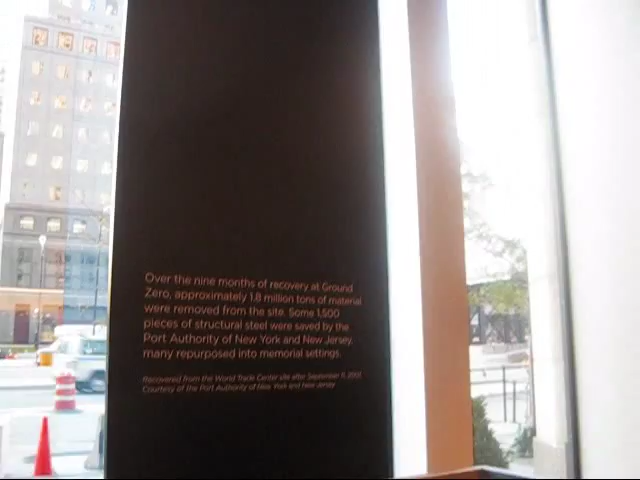 Over the nine months of recovery at Ground
Zero, approximately 1.8 million tons of material
were removed from the site. Some 1,500
pieces of structural steel were saved by the
Port Authority of New York and New Jersey,
many repurposed into memorial settings.
Recovered from the World Trade Center site after September 11, 2001.
Courtesy of the Port Authority of New York and New Jersey